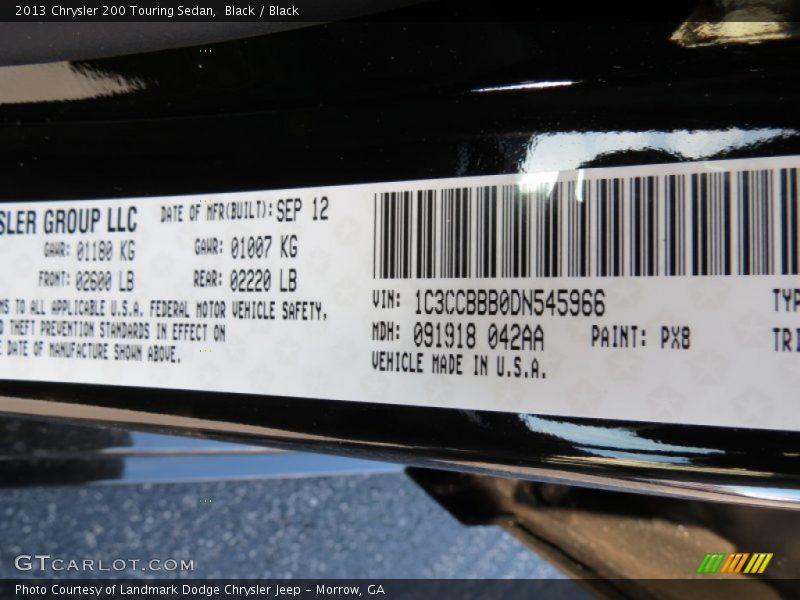 2013 Chrysler 200 Touring Sedan, Black / Black
SLER GROUP LLC
DATE OF MFR(BUILT): SEP 12
GAWR: 01180 KG GAWR: 01007 KG
FRONT: 02600 LB REAR: 02220 LB
TO ALL APPLICABLE U.S.A. FEDERAL MOTOR VEHICLE SAFETY,
THEFT PREVENTION STANDARDS IN EFFECT ON
DATE OF MANUFACTURE SHOWN ABOVE.
VIN: 1C3CCBBB0DN545966 TYP
MDH: 091918 042AA PAINT: PX8 TRI
VEHICLE MADE IN U.S.A.
GTCARLOT.COM
Photo Courtesy of Landmark Dodge Chrysler Jeep - Morrow, GA